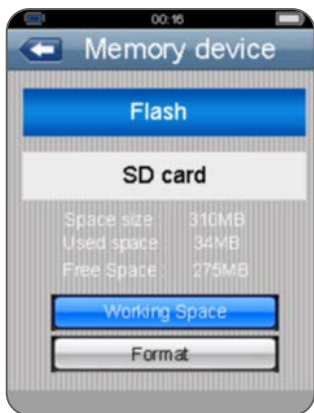 00:16
Memory device
Flash
SD card
Space size : 310MB
Used space : 34MB
Free Space : 275MB
Working Space
Format